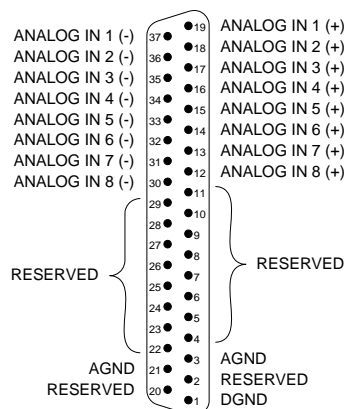 19 ANALOG IN 1 (+)
ANALOG IN 1 (-) 37
18 ANALOG IN 2 (+)
ANALOG IN 2 (-) 36
17 ANALOG IN 3 (+)
ANALOG IN 3 (-) 35
16 ANALOG IN 4 (+)
ANALOG IN 4 (-) 34
15 ANALOG IN 5 (+)
ANALOG IN 5 (-) 33
14 ANALOG IN 6 (+)
ANALOG IN 6 (-) 32
13 ANALOG IN 7 (+)
ANALOG IN 7 (-) 31
12 ANALOG IN 8 (+)
ANALOG IN 8 (-) 30
11
29
10
28
9
27
8
RESERVED
26
RESERVED
7
25
6
24
5
23
4
22
3 AGND
AGND 21
2 RESERVED
RESERVED 20
1 DGND